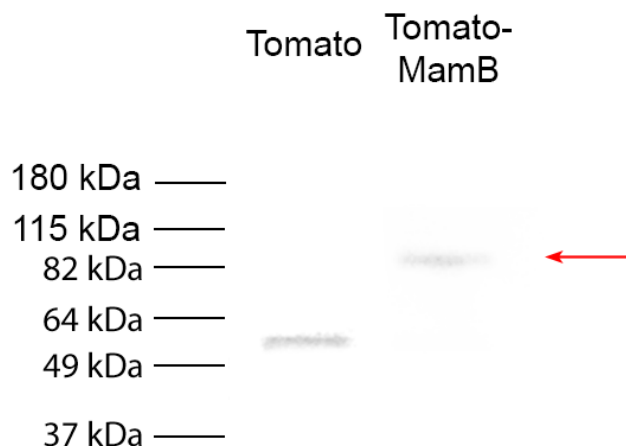 Tomato
Tomato-
MamB
180 kDa
115 kDa
82 kDa
64 kDa
49 kDa
37 kDa